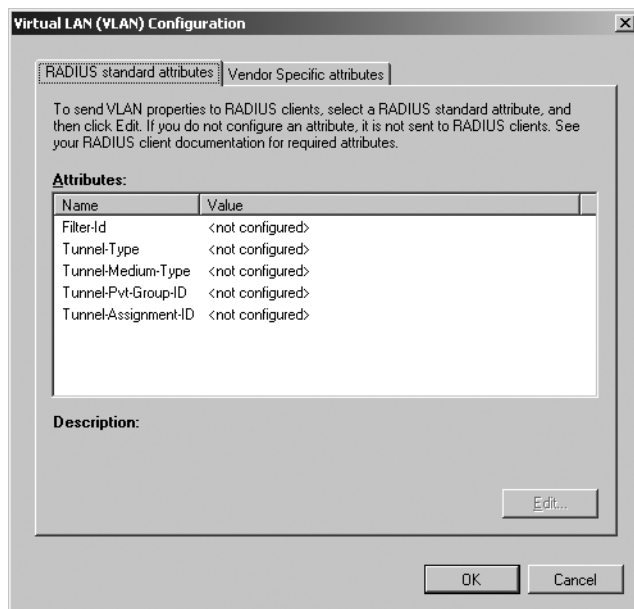 Virtual LAN (VLAN) Configuration
RADIUS standard attributes
Vendor Specific attributes
To send VLAN properties to RADIUS clients, select a RADIUS standard attribute, and
then click Edit. If you do not configure an attribute, it is not sent to RADIUS clients. See
your RADIUS client documentation for required attributes.
Attributes:
Name Value
Filter-Id <not configured>
Tunnel-Type <not configured>
Tunnel-Medium-Type <not configured>
Tunnel-Pvt-Group-ID <not configured>
Tunnel-Assignment-ID <not configured>
Description:
Edit...
OK Cancel